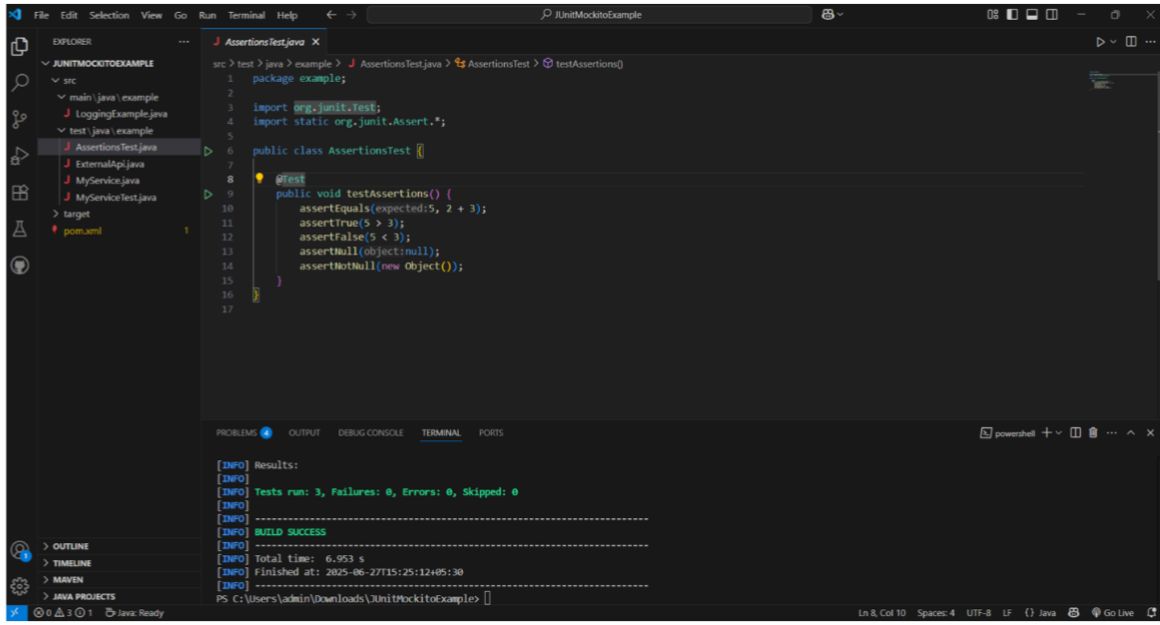 File Edit Selection View Go Run Terminal Help
JUnitMockitoExample
EXPLORER
JUNITMOCKITOEXAMPLE
src
main\java\example
LoggingExample.java
test\java\example
AssertionsTest.java
ExternalApi.java
MyService.java
MyServiceTest.java
target
pom.xml 1
OUTLINE
TIMELINE
MAVEN
JAVA PROJECTS
AssertionsTest.java
src > test > java > example > AssertionsTest.java > AssertionsTest > testAssertions()
1 package example;
2
3 import org.junit.Test;
4 import static org.junit.Assert.*;
5
6 public class AssertionsTest {
7
8 @Test
9 public void testAssertions() {
10 assertEquals(expected:5, 2 + 3);
11 assertTrue(5 > 3);
12 assertFalse(5 < 3);
13 assertNull(object:null);
14 assertNotNull(new Object());
15 }
16 }
17
PROBLEMS 4 OUTPUT DEBUG CONSOLE TERMINAL PORTS
powershell
[INFO] Results:
[INFO]
[INFO] Tests run: 3, Failures: 0, Errors: 0, Skipped: 0
[INFO]
[INFO] ------------------------------------------------------------------------
[INFO] BUILD SUCCESS
[INFO] ------------------------------------------------------------------------
[INFO] Total time: 6.953 s
[INFO] Finished at: 2025-06-27T15:25:12+05:30
[INFO] ------------------------------------------------------------------------
PS C:\Users\admin\Downloads\JUnitMockitoExample>
1
0 3 1 Java: Ready
Ln 8, Col 10 Spaces: 4 UTF-8 LF {} Java Go Live